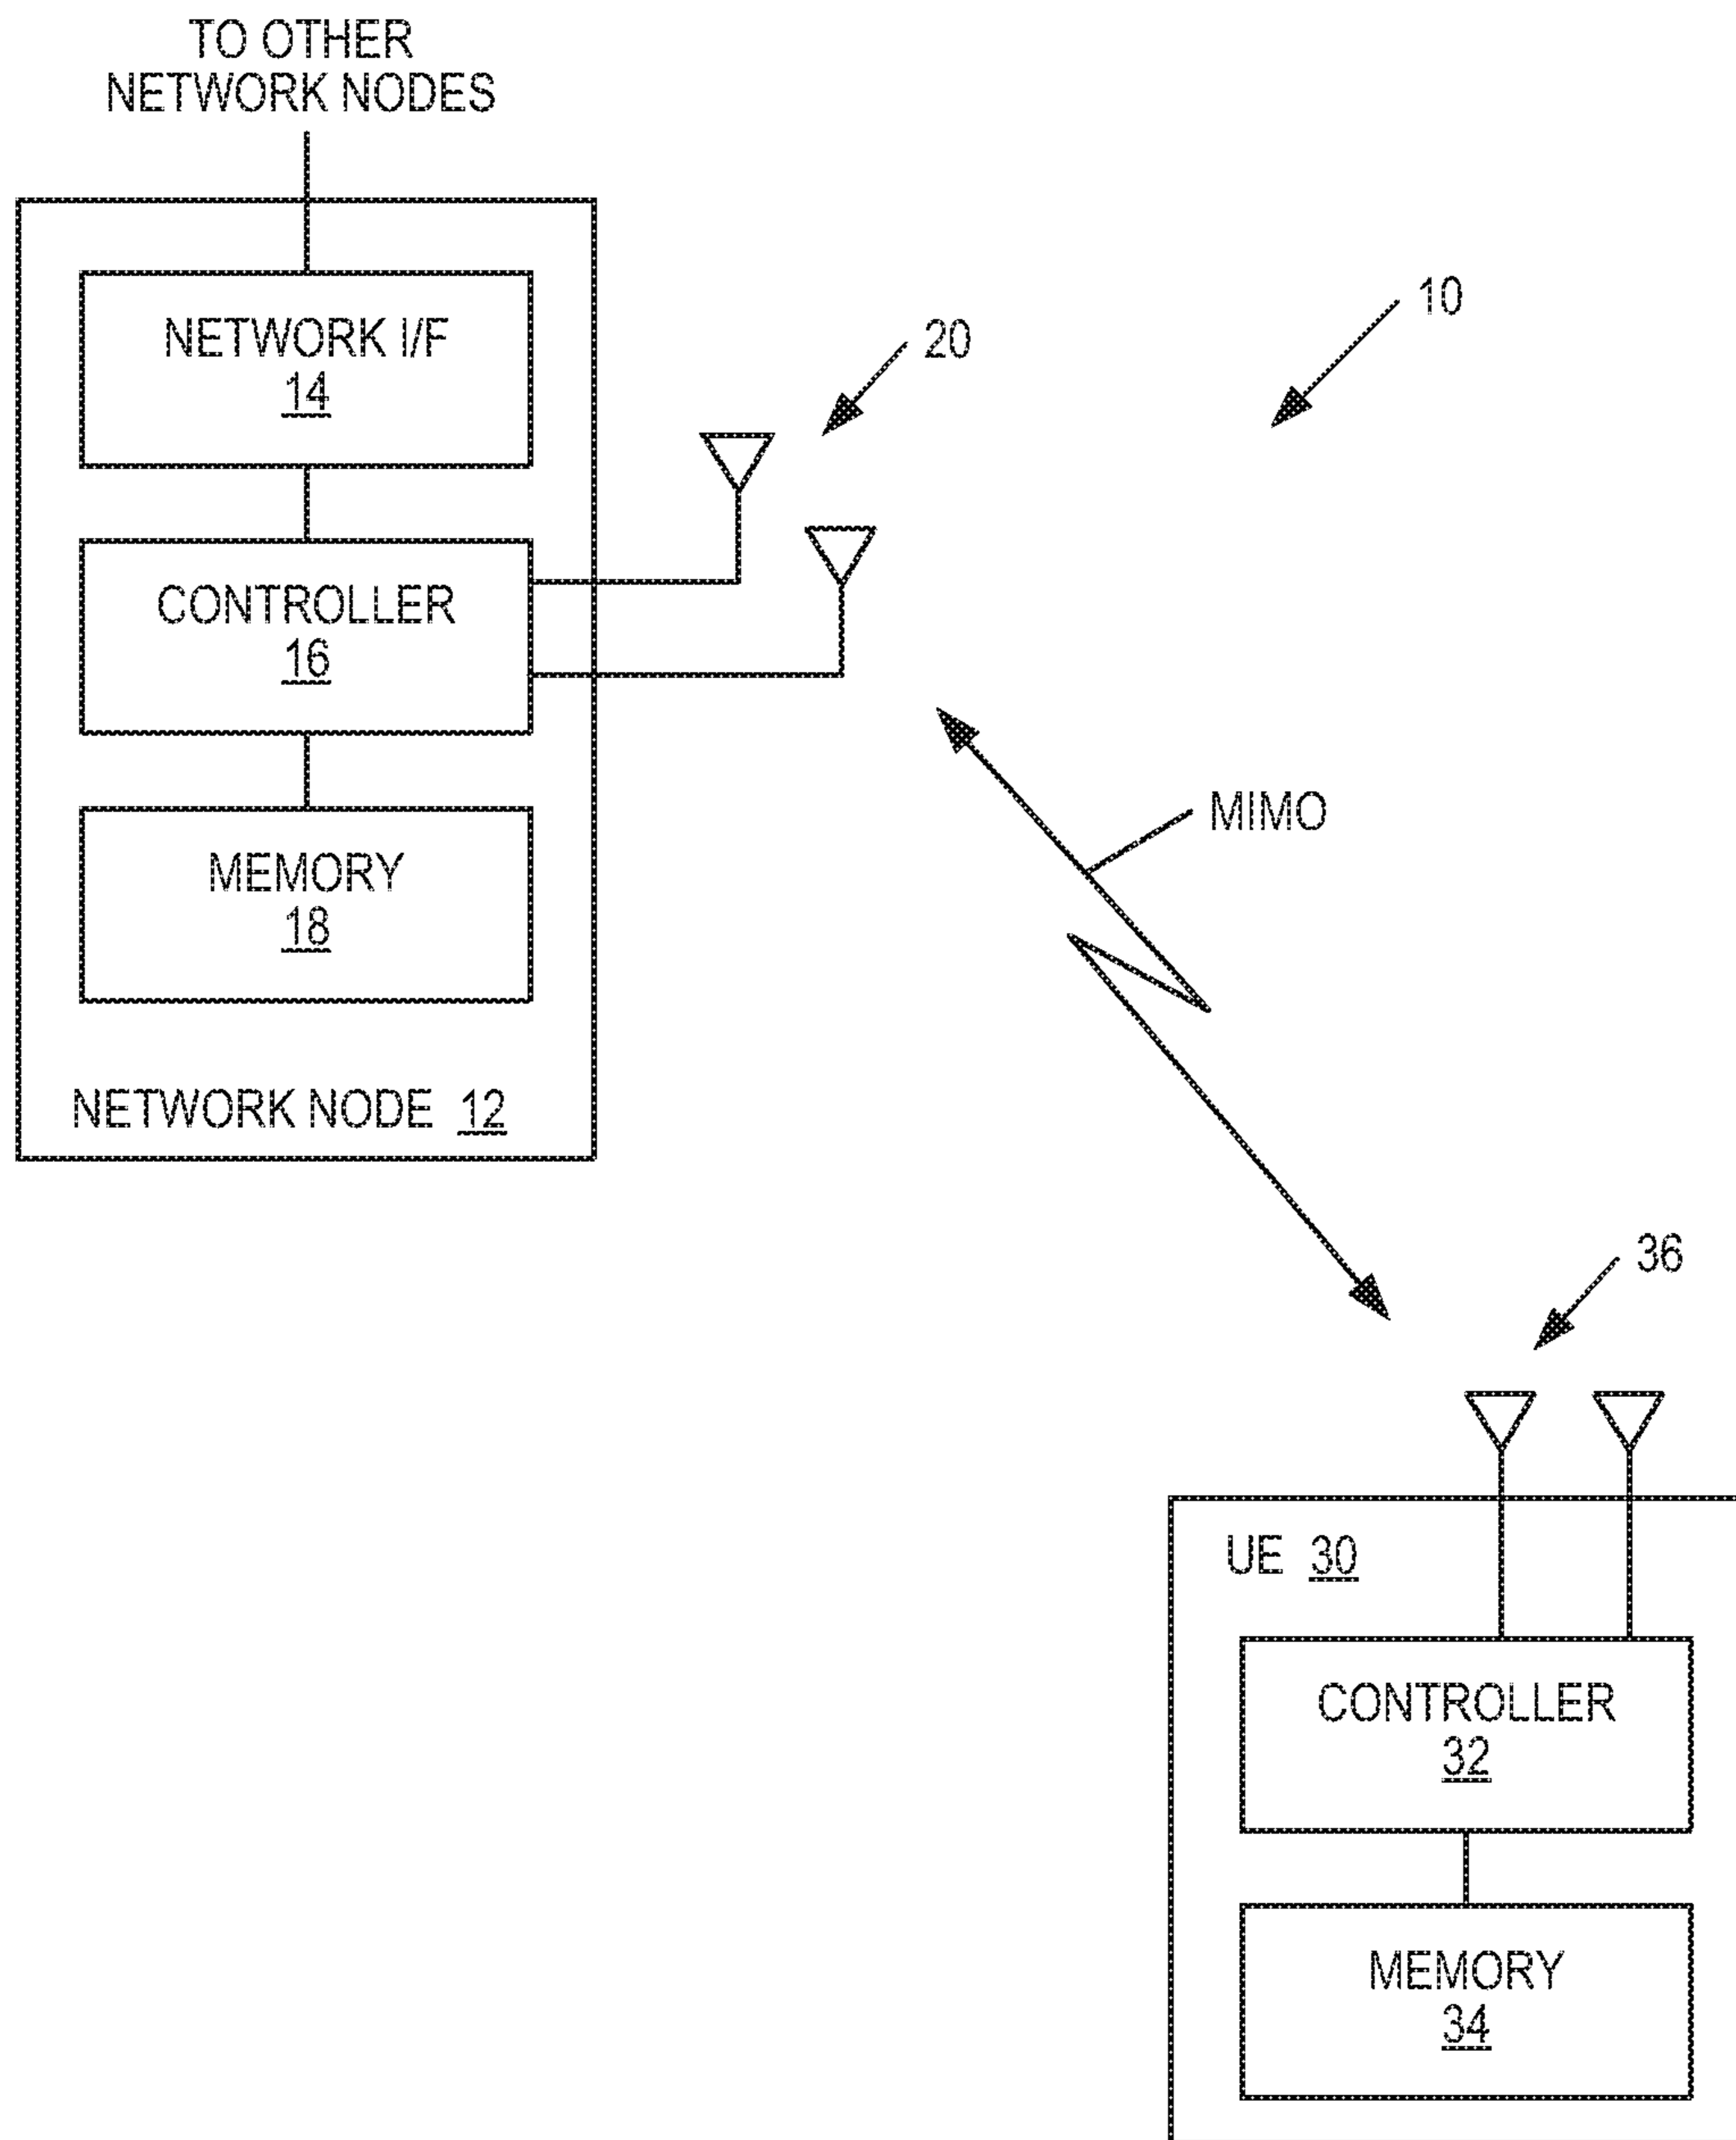 TO OTHER
NETWORK NODES
NETWORK I/F
14
20
10
CONTROLLER
16
MIMO
MEMORY
18
NETWORK NODE 12
36
UE 30
CONTROLLER
32
MEMORY
34